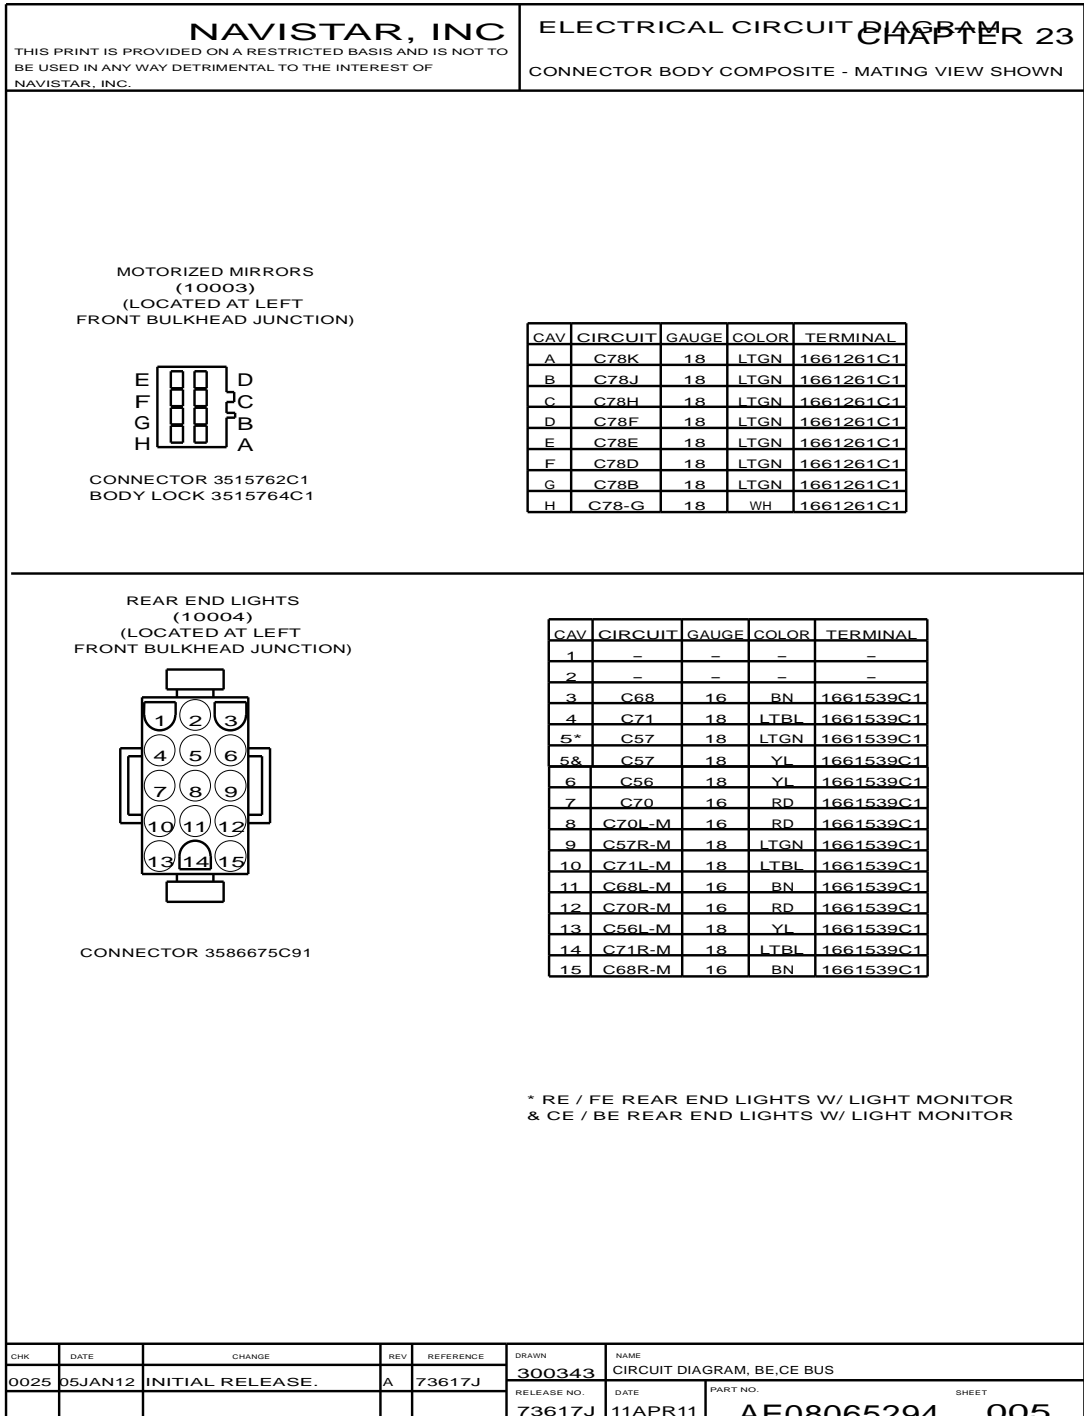 NAVISTAR, INC
THIS PRINT IS PROVIDED ON A RESTRICTED BASIS AND IS NOT TO
BE USED IN ANY WAY DETRIMENTAL TO THE INTEREST OF
NAVISTAR, INC.
ELECTRICAL CIRCUIT DIAGRAM
CHAPTER 23
CONNECTOR BODY COMPOSITE - MATING VIEW SHOWN
MOTORIZED MIRRORS
(10003)
(LOCATED AT LEFT
FRONT BULKHEAD JUNCTION)
E D
F C
G B
H A
CONNECTOR 3515762C1
BODY LOCK 3515764C1
CAV CIRCUIT GAUGE COLOR TERMINAL
A C78K 18 LTGN 1661261C1
B C78J 18 LTGN 1661261C1
C C78H 18 LTGN 1661261C1
D C78F 18 LTGN 1661261C1
E C78E 18 LTGN 1661261C1
F C78D 18 LTGN 1661261C1
G C78B 18 LTGN 1661261C1
H C78-G 18 WH 1661261C1
REAR END LIGHTS
(10004)
(LOCATED AT LEFT
FRONT BULKHEAD JUNCTION)
1 2 3
4 5 6
7 8 9
10 11 12
13 14 15
CONNECTOR 3586675C91
CAV CIRCUIT GAUGE COLOR TERMINAL
1 – – – –
2 – – – –
3 C68 16 BN 1661539C1
4 C71 18 LTBL 1661539C1
5* C57 18 LTGN 1661539C1
5& C57 18 YL 1661539C1
6 C56 18 YL 1661539C1
7 C70 16 RD 1661539C1
8 C70L-M 16 RD 1661539C1
9 C57R-M 18 LTGN 1661539C1
10 C71L-M 18 LTBL 1661539C1
11 C68L-M 16 BN 1661539C1
12 C70R-M 16 RD 1661539C1
13 C56L-M 18 YL 1661539C1
14 C71R-M 18 LTBL 1661539C1
15 C68R-M 16 BN 1661539C1
* RE / FE REAR END LIGHTS W/ LIGHT MONITOR
& CE / BE REAR END LIGHTS W/ LIGHT MONITOR
CHK DATE CHANGE REV REFERENCE
0025 05JAN12 INITIAL RELEASE. A 73617J
DRAWN
300343
NAME
CIRCUIT DIAGRAM, BE,CE BUS
RELEASE NO.
73617J
DATE
11APR11
PART NO.
AE08065294
SHEET
005